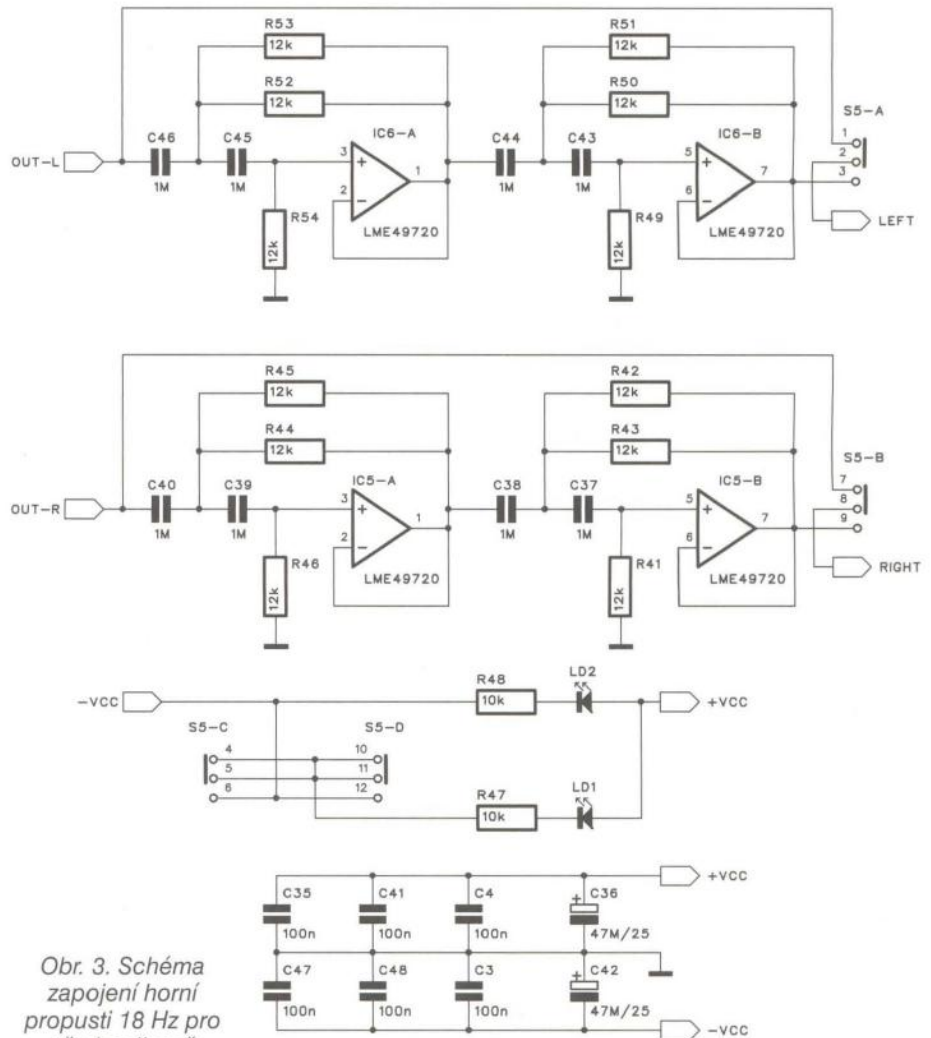 R53
12k
R52
12k
C46
1M
C45
1M
OUT-L
IC6-A
3
2
1
LME49720
R54
12k
R51
12k
R50
12k
C44
1M
C43
1M
IC6-B
5
6
7
LME49720
R49
12k
S5-A
1
2
3
LEFT
R45
12k
R44
12k
C40
1M
C39
1M
OUT-R
IC5-A
3
2
1
LME49720
R46
12k
R42
12k
R43
12k
C38
1M
C37
1M
IC5-B
5
6
7
LME49720
R41
12k
S5-B
7
8
9
RIGHT
-VCC
R48
10k
LD2
+VCC
S5-C
4
5
6
S5-D
10
11
12
R47
10k
LD1
C35
100n
C41
100n
C4
100n
C36
+
47M/25
+VCC
C47
100n
C48
100n
C3
100n
C42
+
47M/25
-VCC
Obr. 3. Schéma
zapojení horní
propusti 18 Hz pro